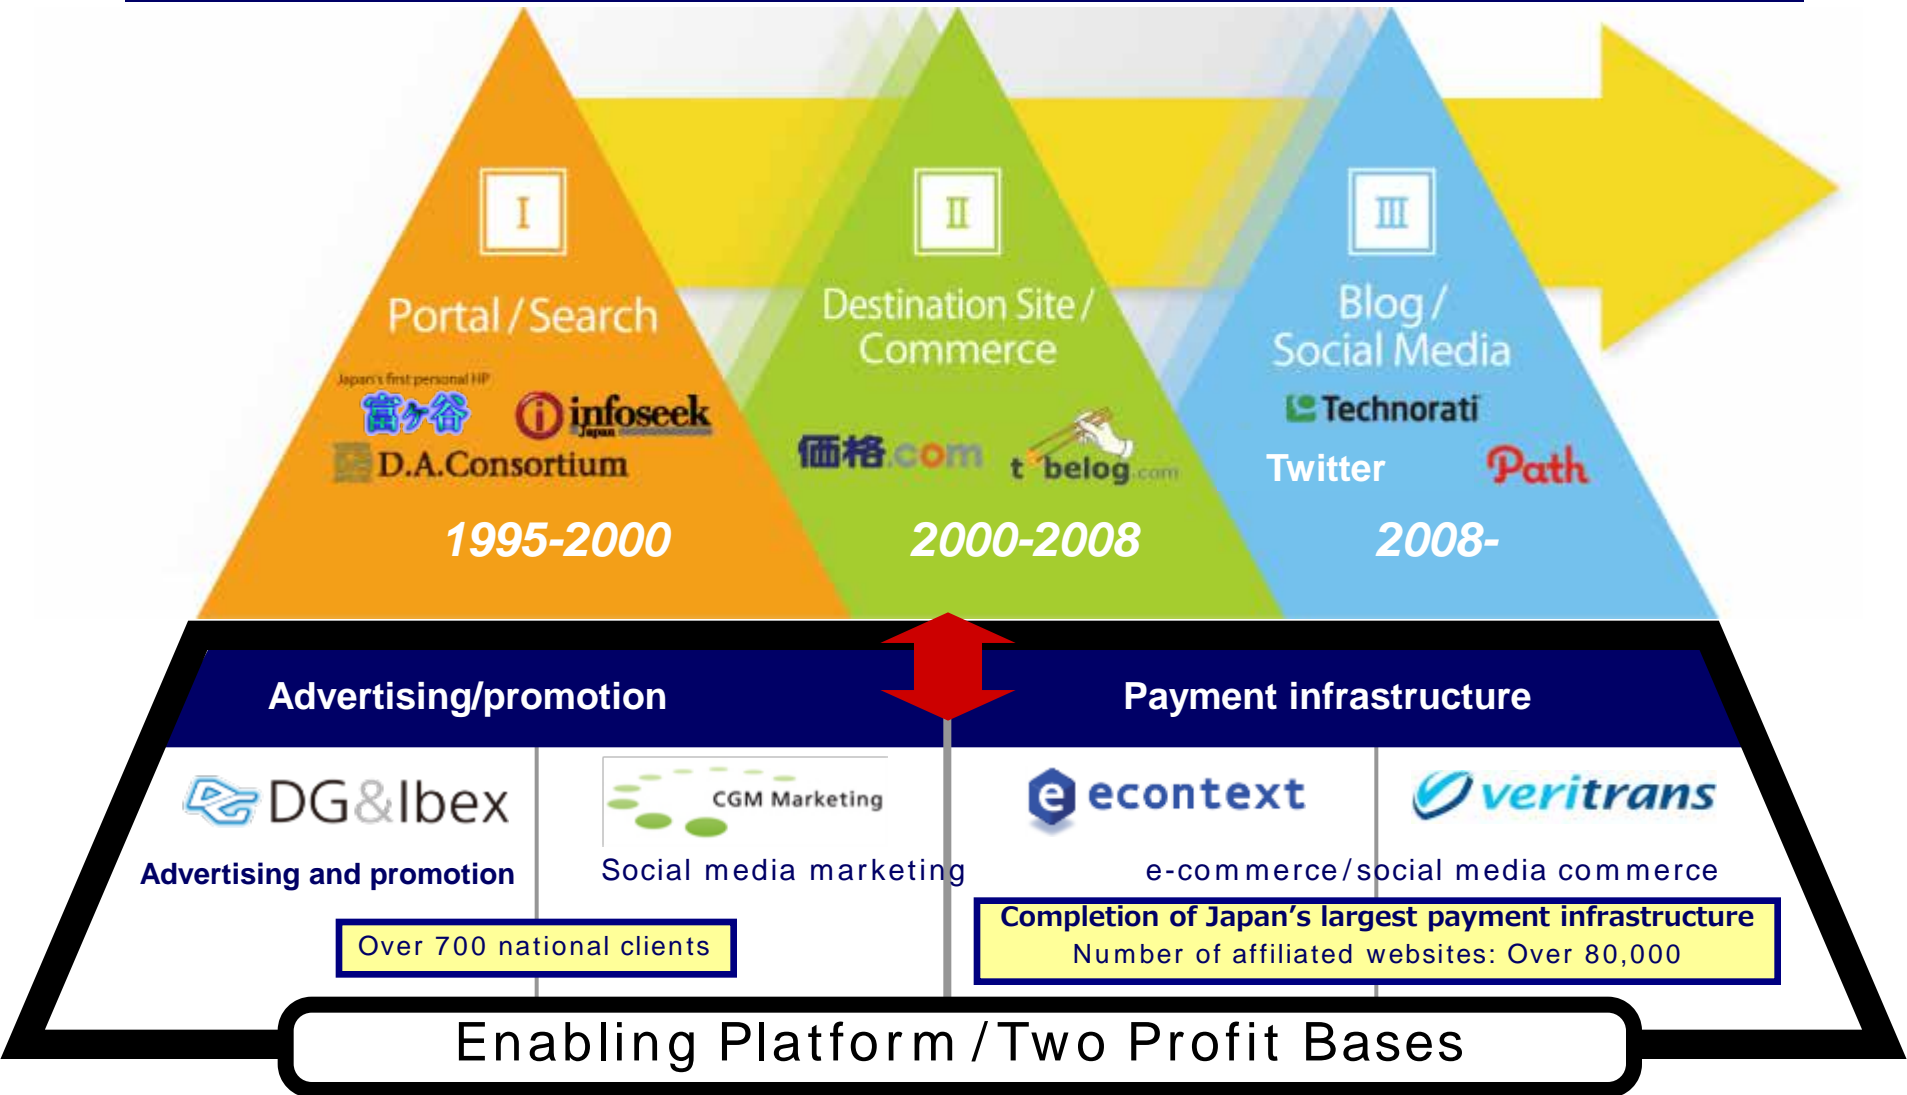 I
Portal / Search
Japan's first personal HP
富ヶ谷
infoseek
Japan
D.A.Consortium
1995-2000
II
Destination Site /
Commerce
価格.com
t belog.com
2000-2008
III
Blog /
Social Media
Technorati
Twitter
Path
2008-
Advertising/promotion
Payment infrastructure
DG&Ibex
CGM Marketing
econtext
veritrans
Advertising and promotion
Social media marketing
e-commerce/social media commerce
Over 700 national clients
Completion of Japan's largest payment infrastructure
Number of affiliated websites: Over 80,000
Enabling Platform / Two Profit Bases